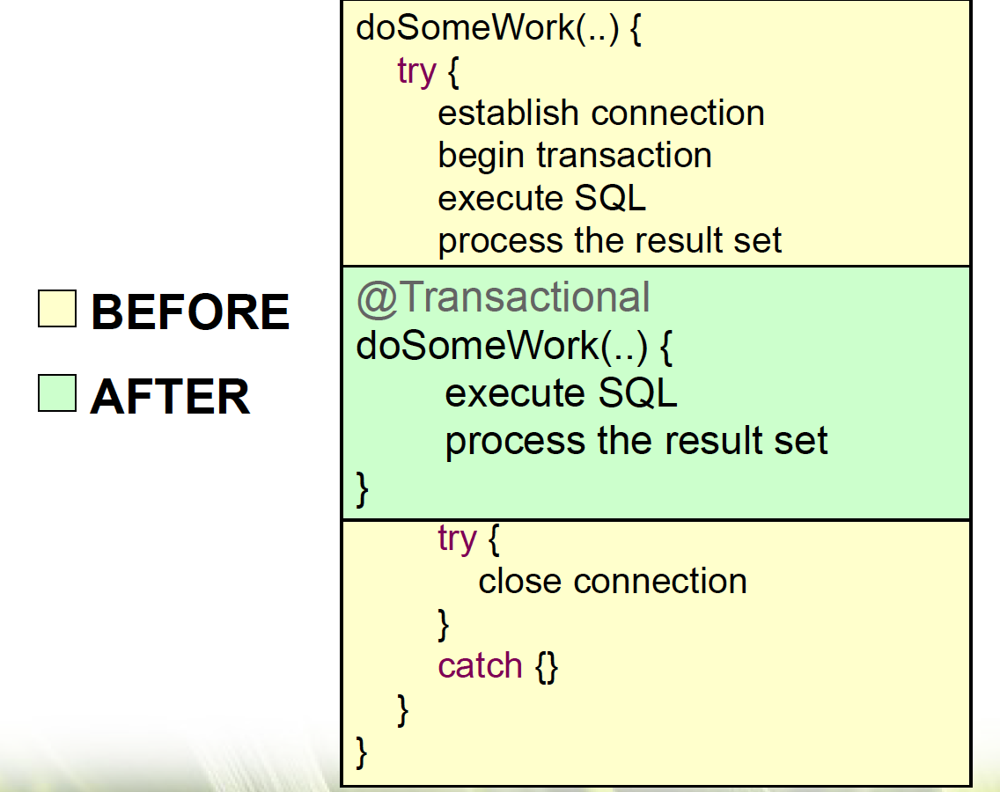 doSomeWork(..) {
try {
establish connection
begin transaction
execute SQL
process the result set
BEFORE
AFTER
@Transactional
doSomeWork(..) {
execute SQL
process the result set
}
try {
close connection
}
catch {}
}
}